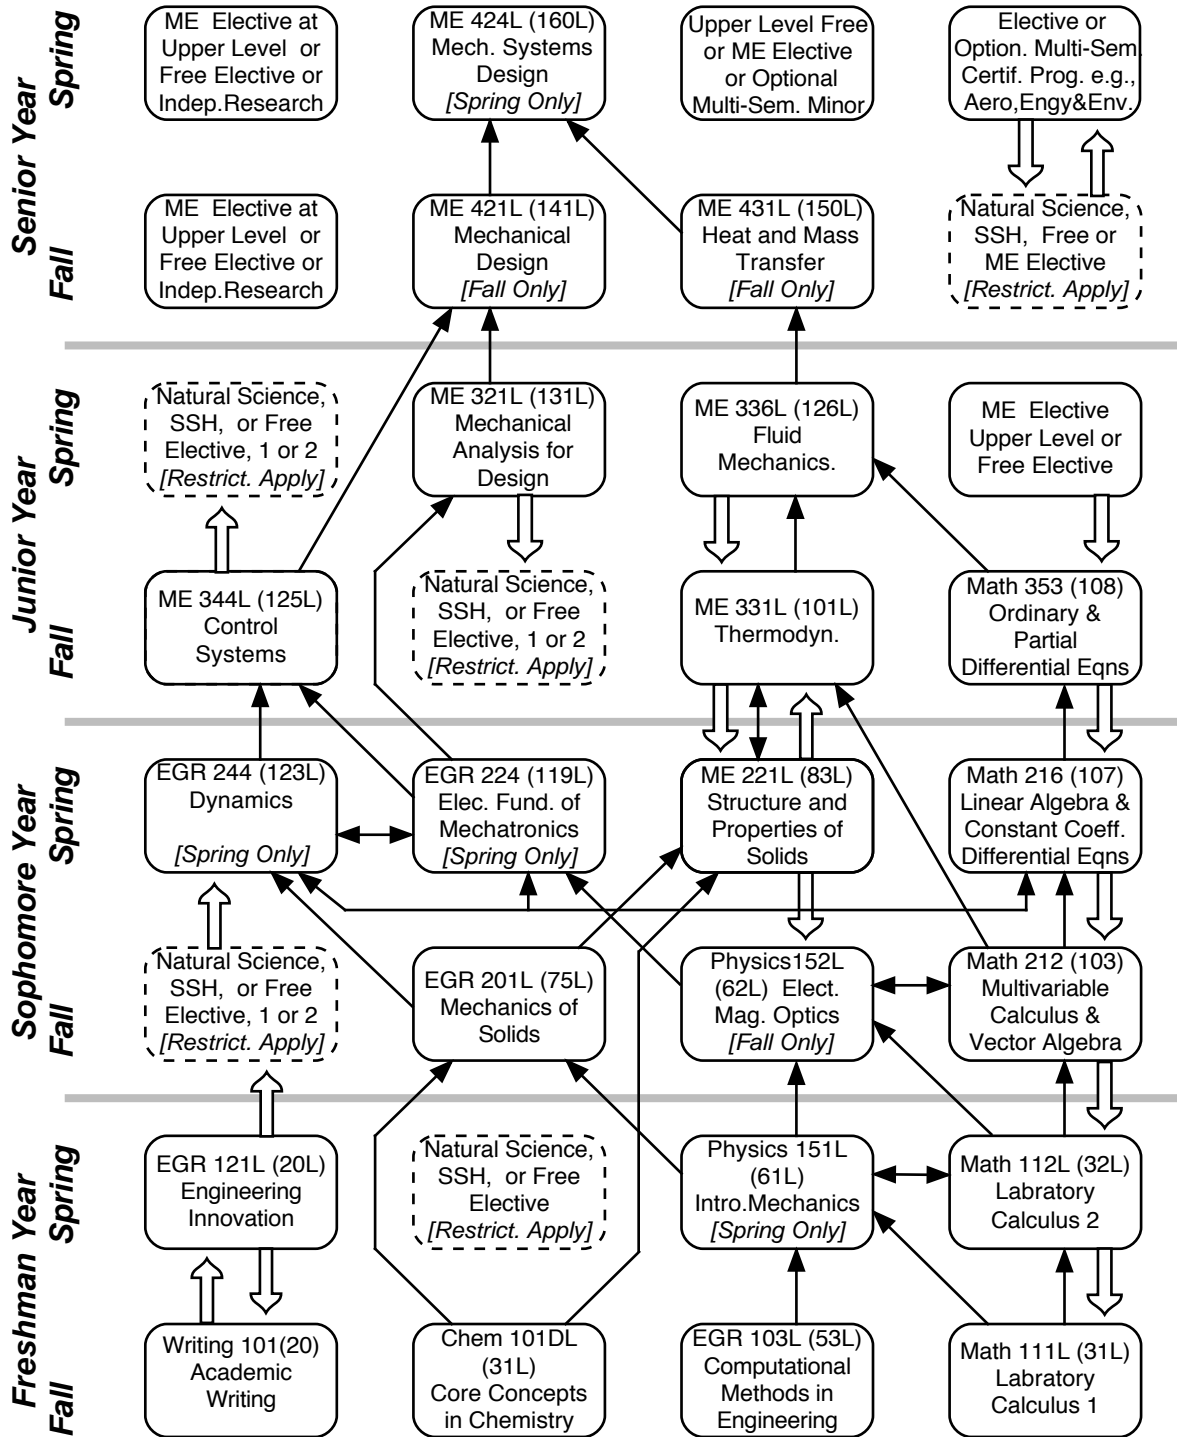 Senior Year
Spring
ME Elective at
Upper Level or
Free Elective or
Indep.Research
ME 424L (160L)
Mech. Systems
Design
[Spring Only]
Upper Level Free
or ME Elective
or Optional
Multi-Sem. Minor
Elective or
Option. Multi-Sem.
Certif. Prog. e.g.,
Aero,Engy&Env.
Fall
ME Elective at
Upper Level or
Free Elective or
Indep.Research
ME 421L (141L)
Mechanical
Design
[Fall Only]
ME 431L (150L)
Heat and Mass
Transfer
[Fall Only]
Natural Science,
SSH, Free or
ME Elective
[Restrict. Apply]
Junior Year
Spring
Natural Science,
SSH, or Free
Elective, 1 or 2
[Restrict. Apply]
ME 321L (131L)
Mechanical
Analysis for
Design
ME 336L (126L)
Fluid
Mechanics.
ME Elective
Upper Level or
Free Elective
Fall
ME 344L (125L)
Control
Systems
Natural Science,
SSH, or Free
Elective, 1 or 2
[Restrict. Apply]
ME 331L (101L)
Thermodyn.
Math 353 (108)
Ordinary &
Partial
Differential Eqns
Sophomore Year
Spring
EGR 244 (123L)
Dynamics
[Spring Only]
EGR 224 (119L)
Elec. Fund. of
Mechatronics
[Spring Only]
ME 221L (83L)
Structure and
Properties of
Solids
Math 216 (107)
Linear Algebra &
Constant Coeff.
Differential Eqns
Fall
Natural Science,
SSH, or Free
Elective, 1 or 2
[Restrict. Apply]
EGR 201L (75L)
Mechanics of
Solids
Physics152L
(62L) Elect.
Mag. Optics
[Fall Only]
Math 212 (103)
Multivariable
Calculus &
Vector Algebra
Freshman Year
Spring
EGR 121L (20L)
Engineering
Innovation
Natural Science,
SSH, or Free
Elective
[Restrict. Apply]
Physics 151L
(61L)
Intro.Mechanics
[Spring Only]
Math 112L (32L)
Labratory
Calculus 2
Fall
Writing 101(20)
Academic
Writing
Chem 101DL
(31L)
Core Concepts
in Chemistry
EGR 103L (53L)
Computational
Methods in
Engineering
Math 111L (31L)
Labratory
Calculus 1